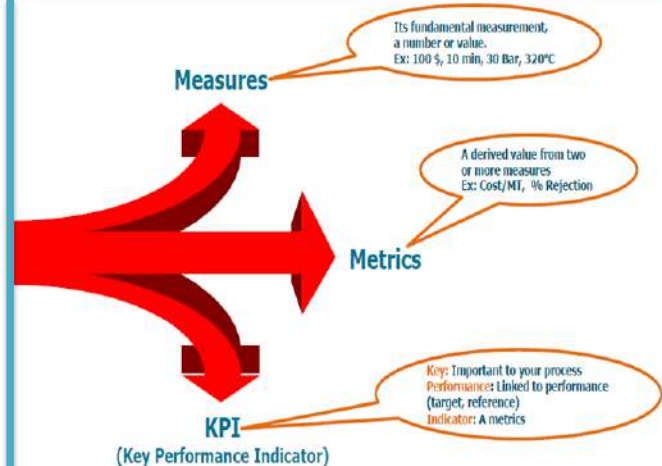 Its fundamental measurement,
a number or value.
Ex: 100 $, 10 min, 30 Bar, 320°C
Measures
A derived value from two
or more measures
Ex: Cost/MT, % Rejection
Metrics
Key: Important to your process
Performance: Linked to performance
(target, reference)
Indicator: A metrics
KPI
(Key Performance Indicator)